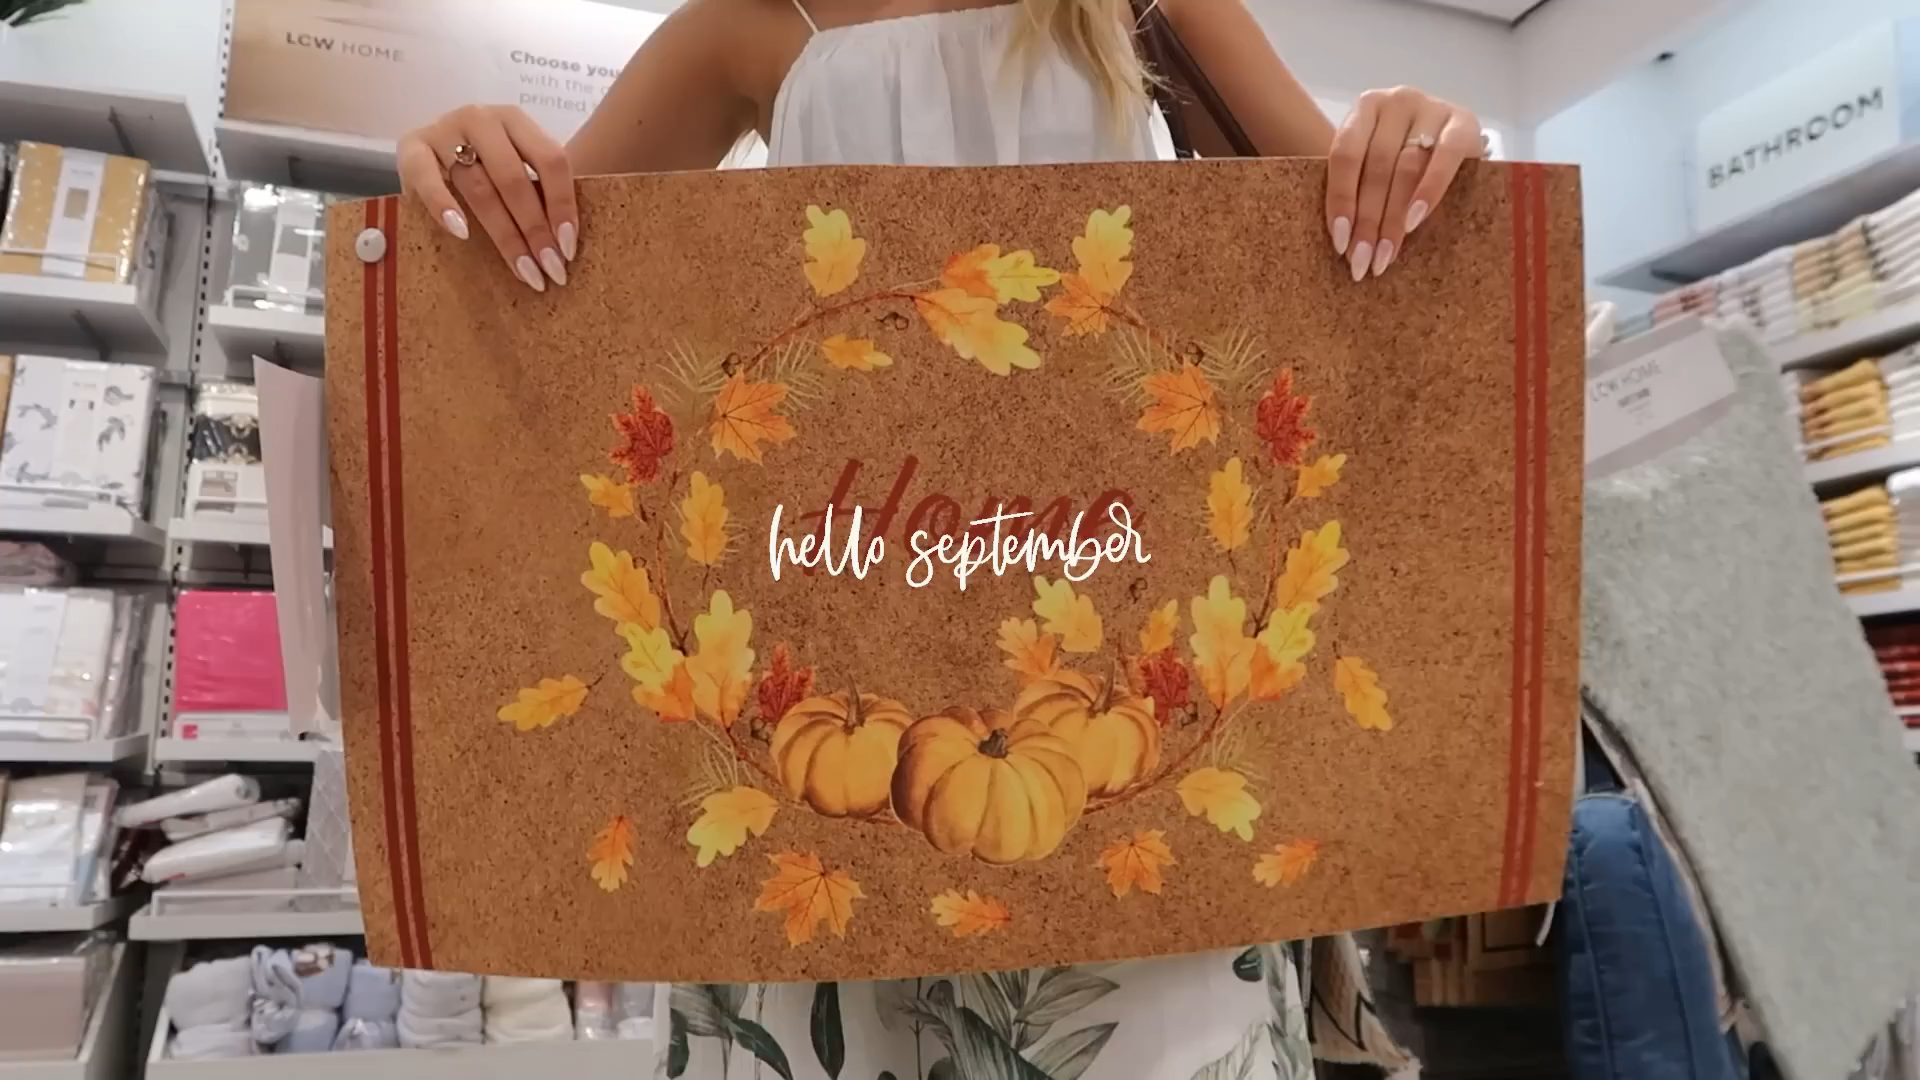 LCW HOME
Choose you
with the
printed
BATHROOM
LCW HOME
Home
hello september